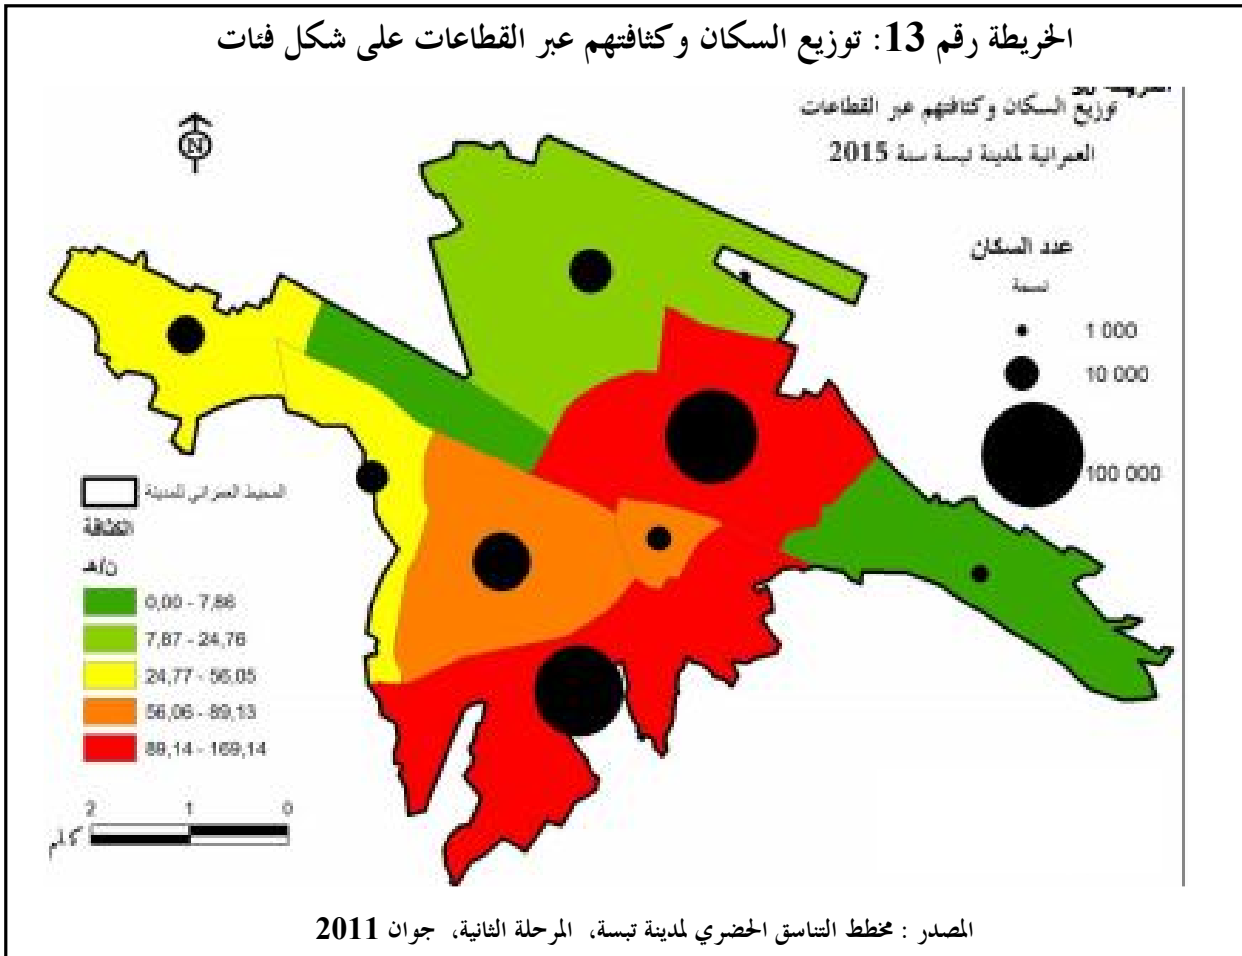 الخريطة رقم 13: توزيع السكان وكثافتهم عبر القطاعات على شكل فئات
توزيع السكان وكثافتهم عبر القطاعات
العمرانية لمدينة تبسة سنة 2015
N
عدد السكان
نسمة
1 000
10 000
100 000
المحيط العمراني للمدينة
الكثافة
ن/هـ
0,00 - 7,86
7,87 - 24,76
24,77 - 56,05
56,06 - 89,13
89,14 - 169,14
2 1 0
كلم
المصدر : مخطط التناسق الحضري لمدينة تبسة، المرحلة الثانية، جوان 2011